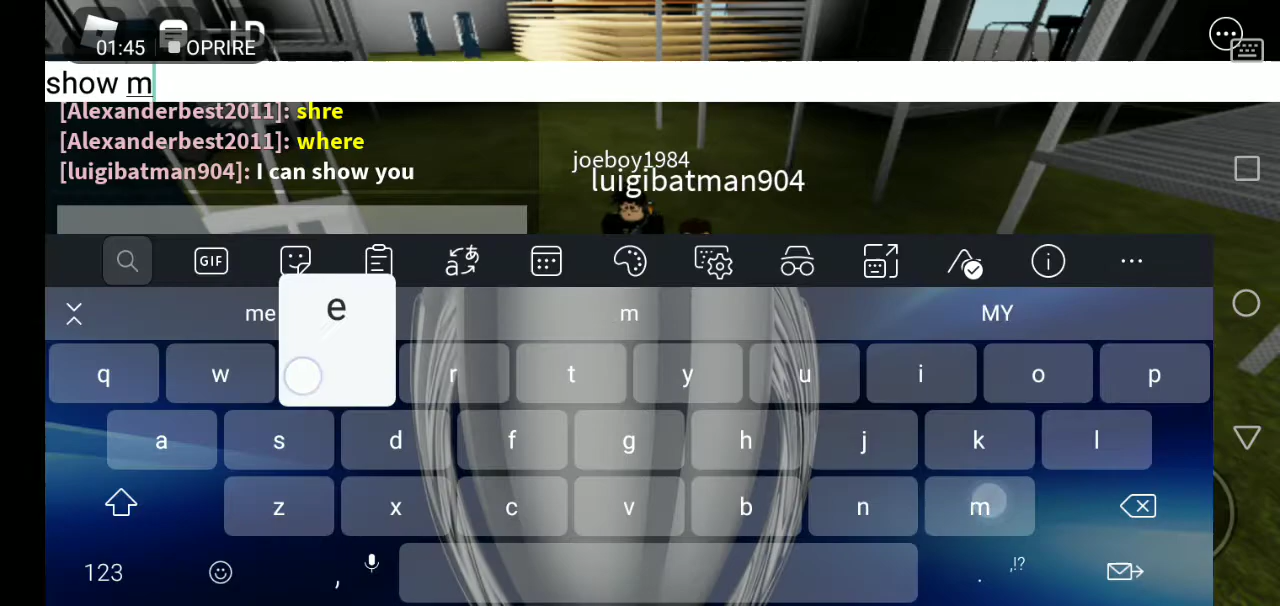 01:45 OPRIRE
show m
[Alexanderbest2011]: shre
[Alexanderbest2011]: where
[luigibatman904]: I can show you
joeboy1984
luigibatman904
GIF
me m MY
e
q w r t y u i o p
a s d f g h j k l
z x c v b n m
123 , . ,!?